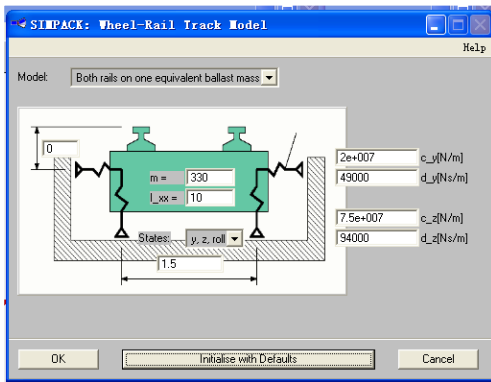 SIMPACK: Wheel-Rail Track Model
Help
Model: Both rails on one equivalent ballast mass
0
2e+007 c_y[N/m]
m = 330
49000 d_y[Ns/m]
I_xx = 10
7.5e+007 c_z[N/m]
States: y, z, roll
94000 d_z[Ns/m]
1.5
OK Initialise with Defaults Cancel